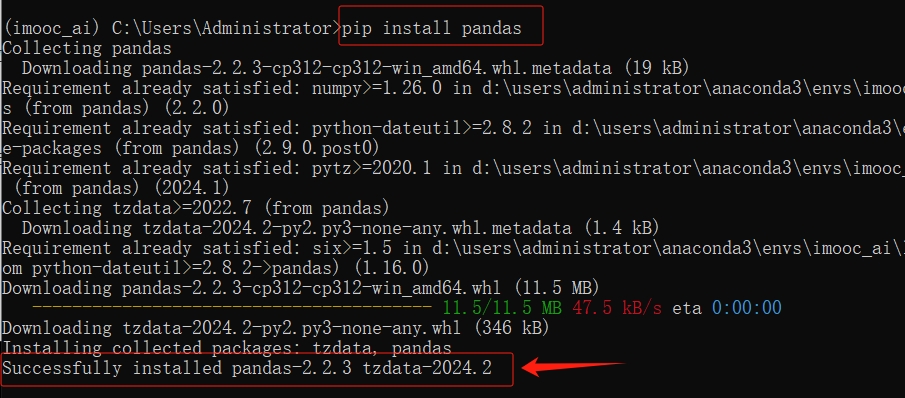 (imooc_ai) C:\Users\Administrator>pip install pandas
Collecting pandas
Downloading pandas-2.2.3-cp312-cp312-win_amd64.whl.metadata (19 kB)
Requirement already satisfied: numpy>=1.26.0 in d:\users\administrator\anaconda3\envs\imooc
s (from pandas) (2.2.0)
Requirement already satisfied: python-dateutil>=2.8.2 in d:\users\administrator\anaconda3\e
e-packages (from pandas) (2.9.0.post0)
Requirement already satisfied: pytz>=2020.1 in d:\users\administrator\anaconda3\envs\imooc_
(from pandas) (2024.1)
Collecting tzdata>=2022.7 (from pandas)
Downloading tzdata-2024.2-py2.py3-none-any.whl.metadata (1.4 kB)
Requirement already satisfied: six>=1.5 in d:\users\administrator\anaconda3\envs\imooc_ai\l
om python-dateutil>=2.8.2->pandas) (1.16.0)
Downloading pandas-2.2.3-cp312-cp312-win_amd64.whl (11.5 MB)
---------------------------------------- 11.5/11.5 MB 47.5 kB/s eta 0:00:00
Downloading tzdata-2024.2-py2.py3-none-any.whl (346 kB)
Installing collected packages: tzdata, pandas
Successfully installed pandas-2.2.3 tzdata-2024.2